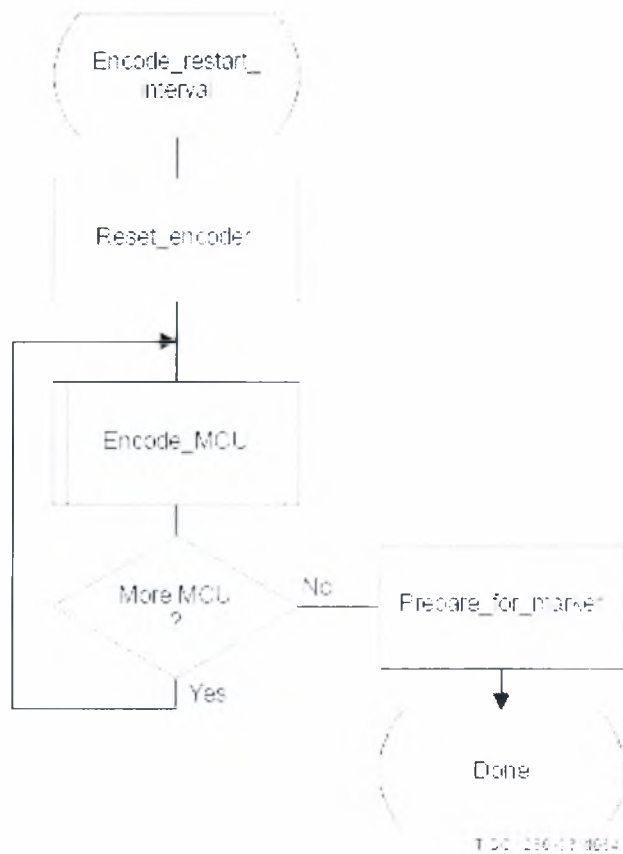 Encode_restart_
interval
Reset_encoder
Encode_MCU
More MCU
?
No
Prepare_for_marker
Yes
Done